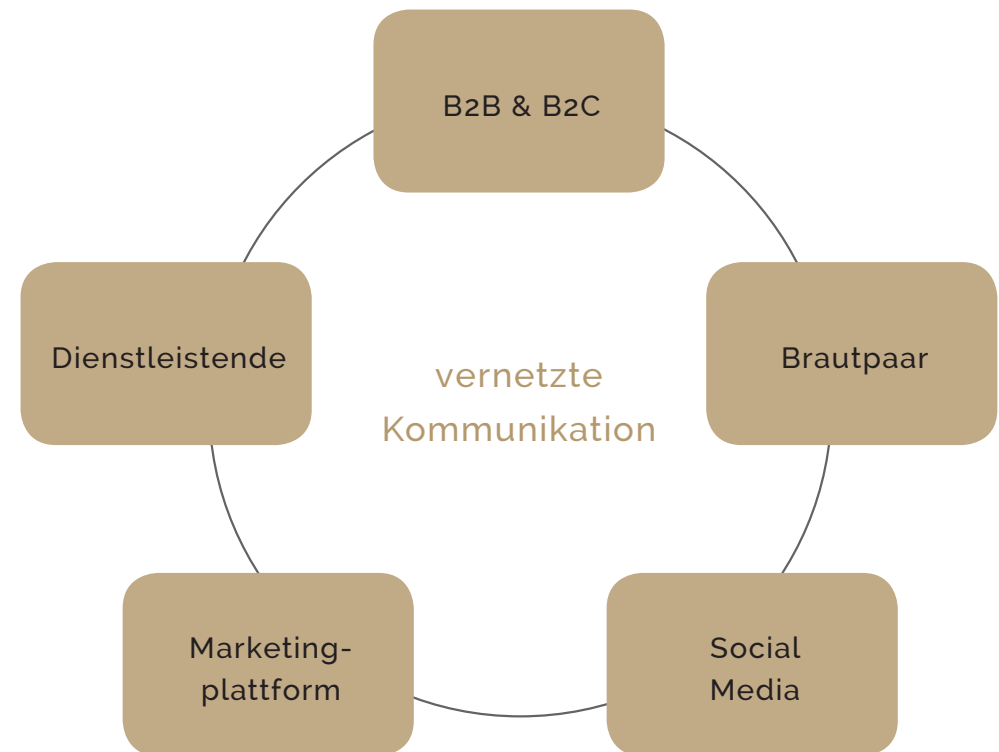 B2B & B2C
Dienstleistende
Brautpaar
vernetzte
Kommunikation
Marketing-
plattform
Social
Media